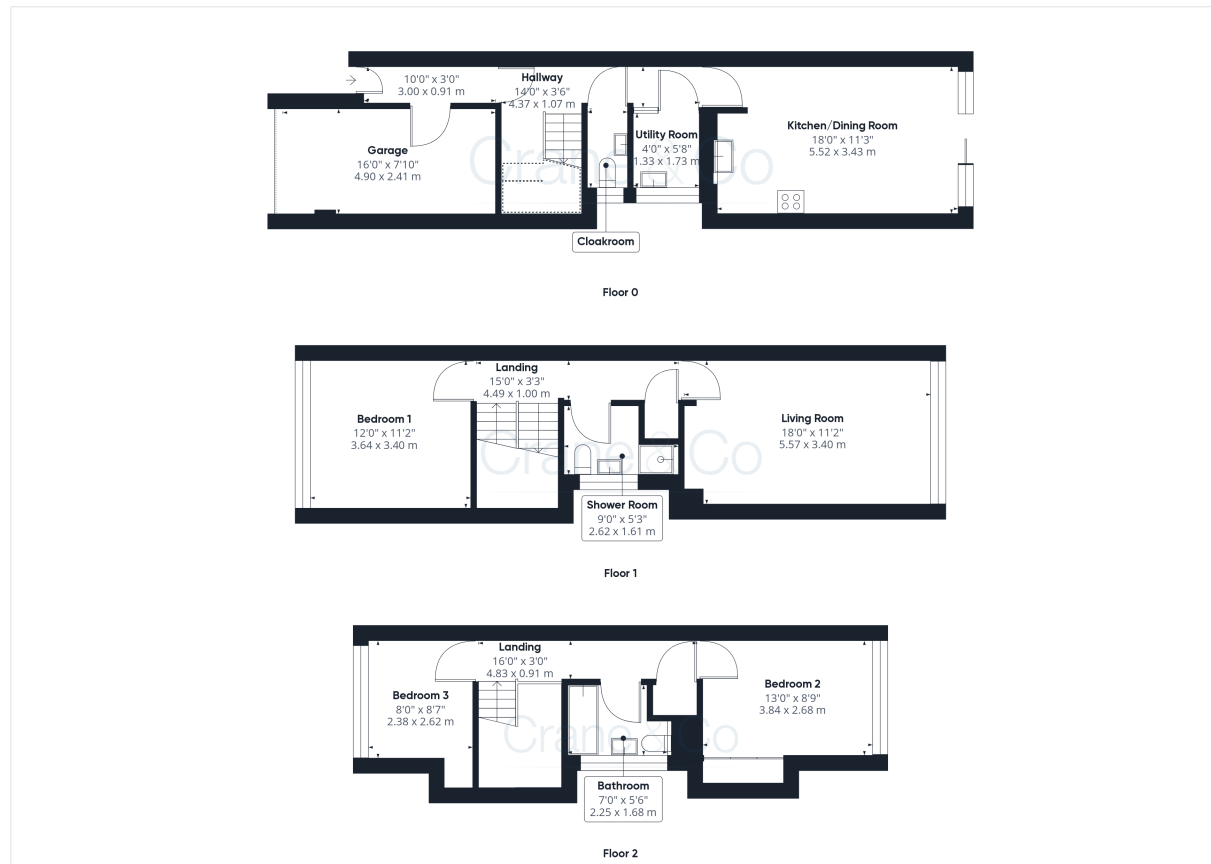 10'0" x 3'0"
3.00 x 0.91 m
Hallway
14'0" x 3'6"
4.37 x 1.07 m
Garage
16'0" x 7'10"
4.90 x 2.41 m
Utility Room
4'0" x 5'8"
1.33 x 1.73 m
Kitchen/Dining Room
18'0" x 11'3"
5.52 x 3.43 m
Crane & Co
Cloakroom
Floor 0
Landing
15'0" x 3'3"
4.49 x 1.00 m
Bedroom 1
12'0" x 11'2"
3.64 x 3.40 m
Living Room
18'0" x 11'2"
5.57 x 3.40 m
Crane & Co
Shower Room
9'0" x 5'3"
2.62 x 1.61 m
Floor 1
Landing
16'0" x 3'0"
4.83 x 0.91 m
Bedroom 3
8'0" x 8'7"
2.38 x 2.62 m
Bedroom 2
13'0" x 8'9"
3.84 x 2.68 m
Crane & Co
Bathroom
7'0" x 5'6"
2.25 x 1.68 m
Floor 2